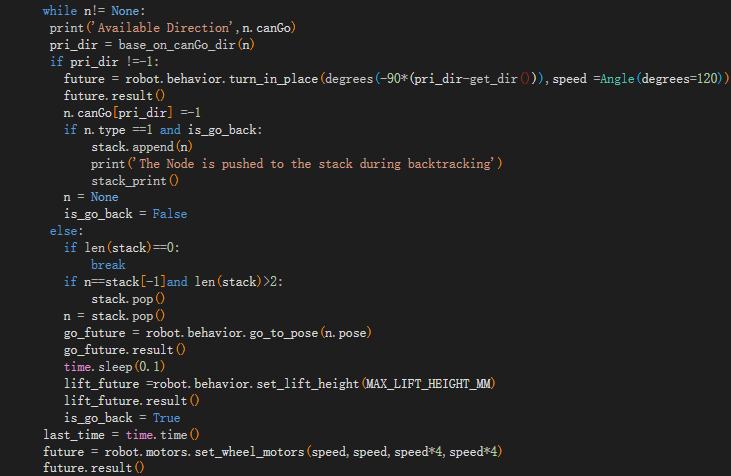 while n!= None:
print('Available Direction',n.canGo)
pri_dir = base_on_canGo_dir(n)
if pri_dir !=-1:
future = robot.behavior.turn_in_place(degrees(-90*(pri_dir-get_dir())),speed =Angle(degrees=120))
future.result()
n.canGo[pri_dir] =-1
if n.type ==1 and is_go_back:
stack.append(n)
print('The Node is pushed to the stack during backtracking')
stack_print()
n = None
is_go_back = False
else:
if len(stack)==0:
break
if n==stack[-1]and len(stack)>2:
stack.pop()
n = stack.pop()
go_future = robot.behavior.go_to_pose(n.pose)
go_future.result()
time.sleep(0.1)
lift_future =robot.behavior.set_lift_height(MAX_LIFT_HEIGHT_MM)
lift_future.result()
is_go_back = True
last_time = time.time()
future = robot.motors.set_wheel_motors(speed,speed,speed*4,speed*4)
future.result()